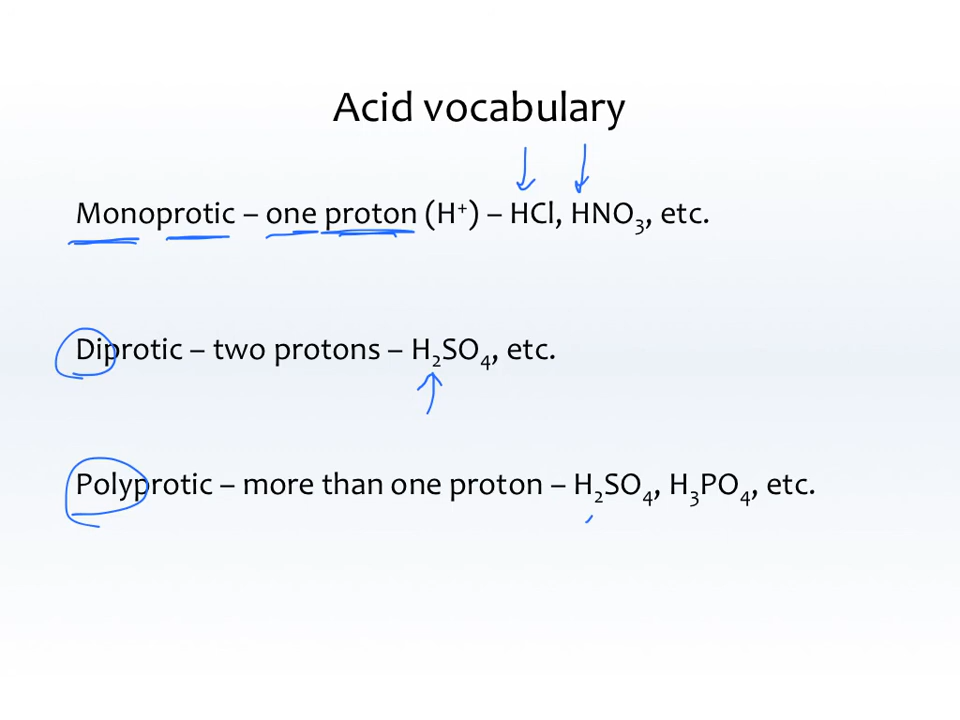 Acid vocabulary
Monoprotic – one proton (H⁺) – HCl, HNO₃, etc.
Diprotic – two protons – H₂SO₄, etc.
Polyprotic – more than one proton – H₂SO₄, H₃PO₄, etc.